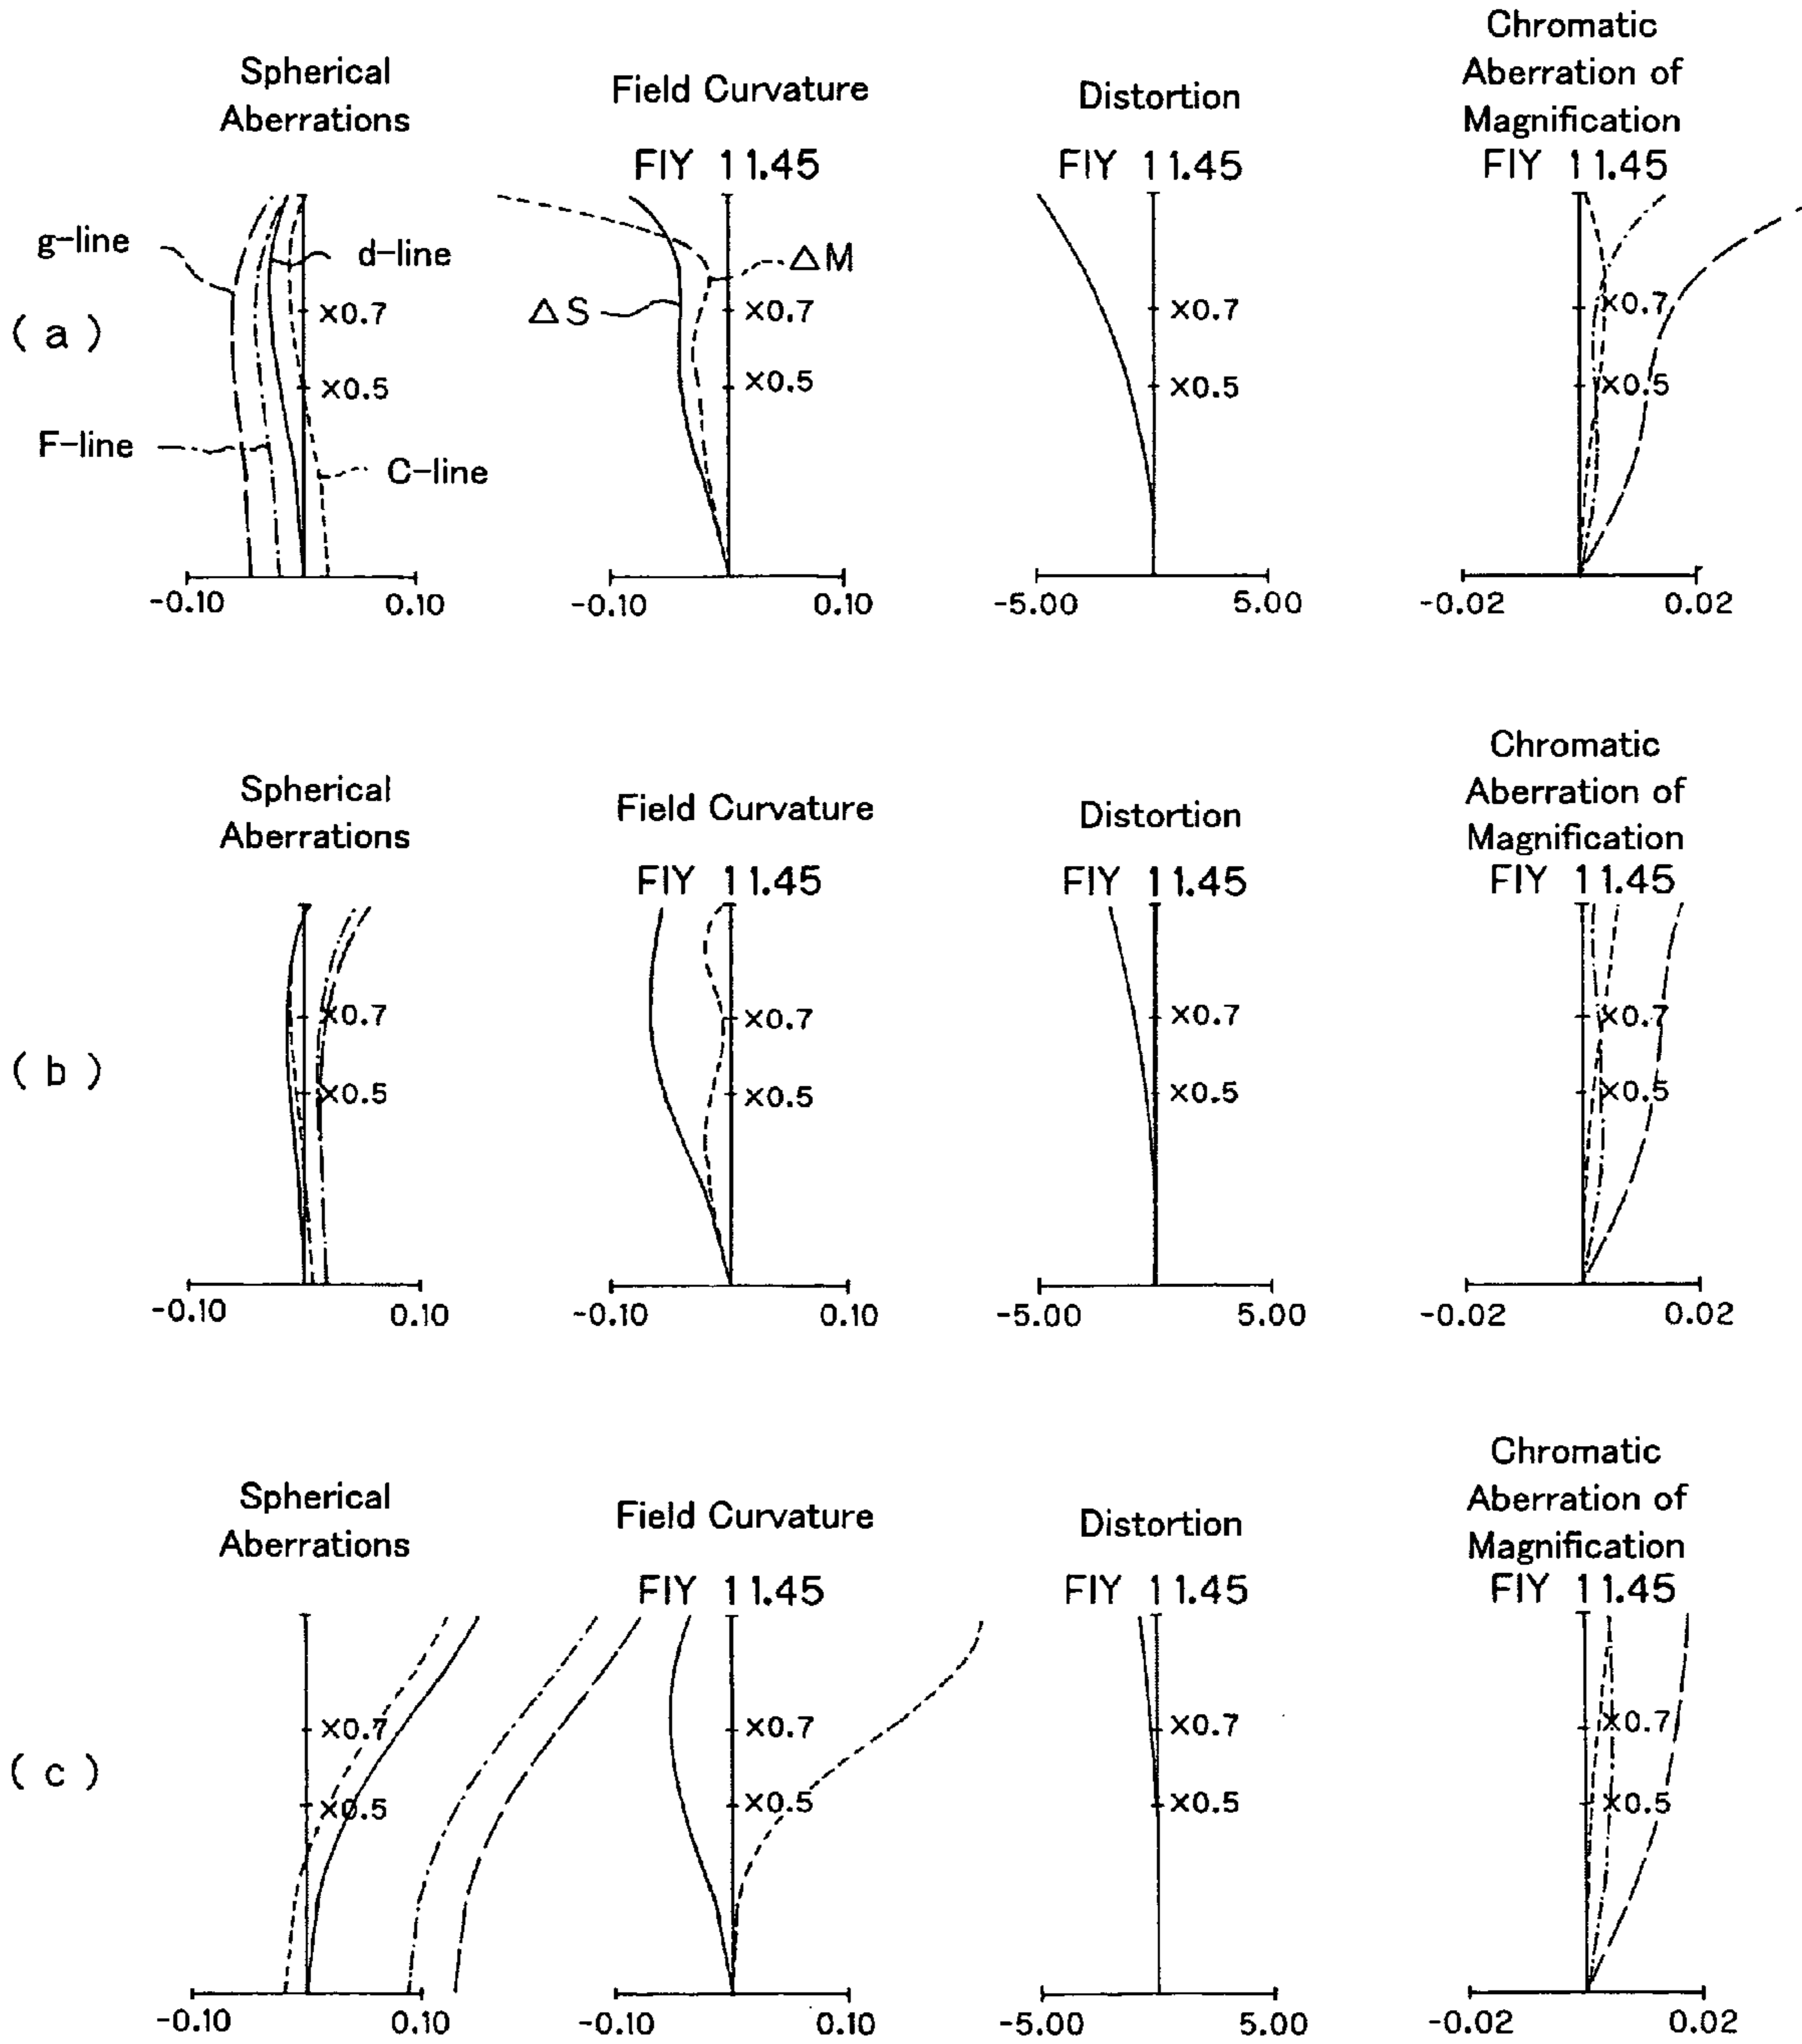 Spherical
Aberrations
Field Curvature
FIY 11.45
Distortion
FIY 11.45
Chromatic
Aberration of
Magnification
FIY 11.45
(a)
g-line
d-line
F-line
C-line
×0.7
×0.5
-0.10 0.10
ΔM
ΔS
×0.7
×0.5
-0.10 0.10
×0.7
×0.5
-5.00 5.00
×0.7
×0.5
-0.02 0.02
Spherical
Aberrations
Field Curvature
FIY 11.45
Distortion
FIY 11.45
Chromatic
Aberration of
Magnification
FIY 11.45
(b)
×0.7
×0.5
-0.10 0.10
×0.7
×0.5
-0.10 0.10
×0.7
×0.5
-5.00 5.00
×0.7
×0.5
-0.02 0.02
Spherical
Aberrations
Field Curvature
FIY 11.45
Distortion
FIY 11.45
Chromatic
Aberration of
Magnification
FIY 11.45
(c)
×0.7
×0.5
-0.10 0.10
×0.7
×0.5
-0.10 0.10
×0.7
×0.5
-5.00 5.00
×0.7
×0.5
-0.02 0.02